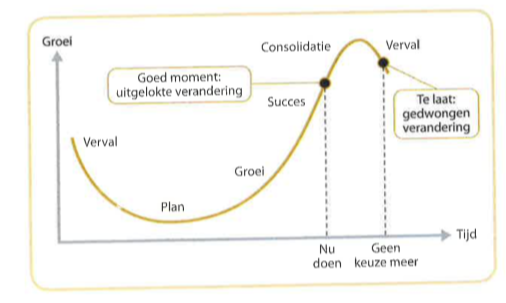 Groei
Consolidatie
Verval
Goed moment:
uitgelokte verandering
Succes
Te laat:
gedwongen
verandering
Verval
Groei
Plan
Tijd
Nu
doen
Geen
keuze meer